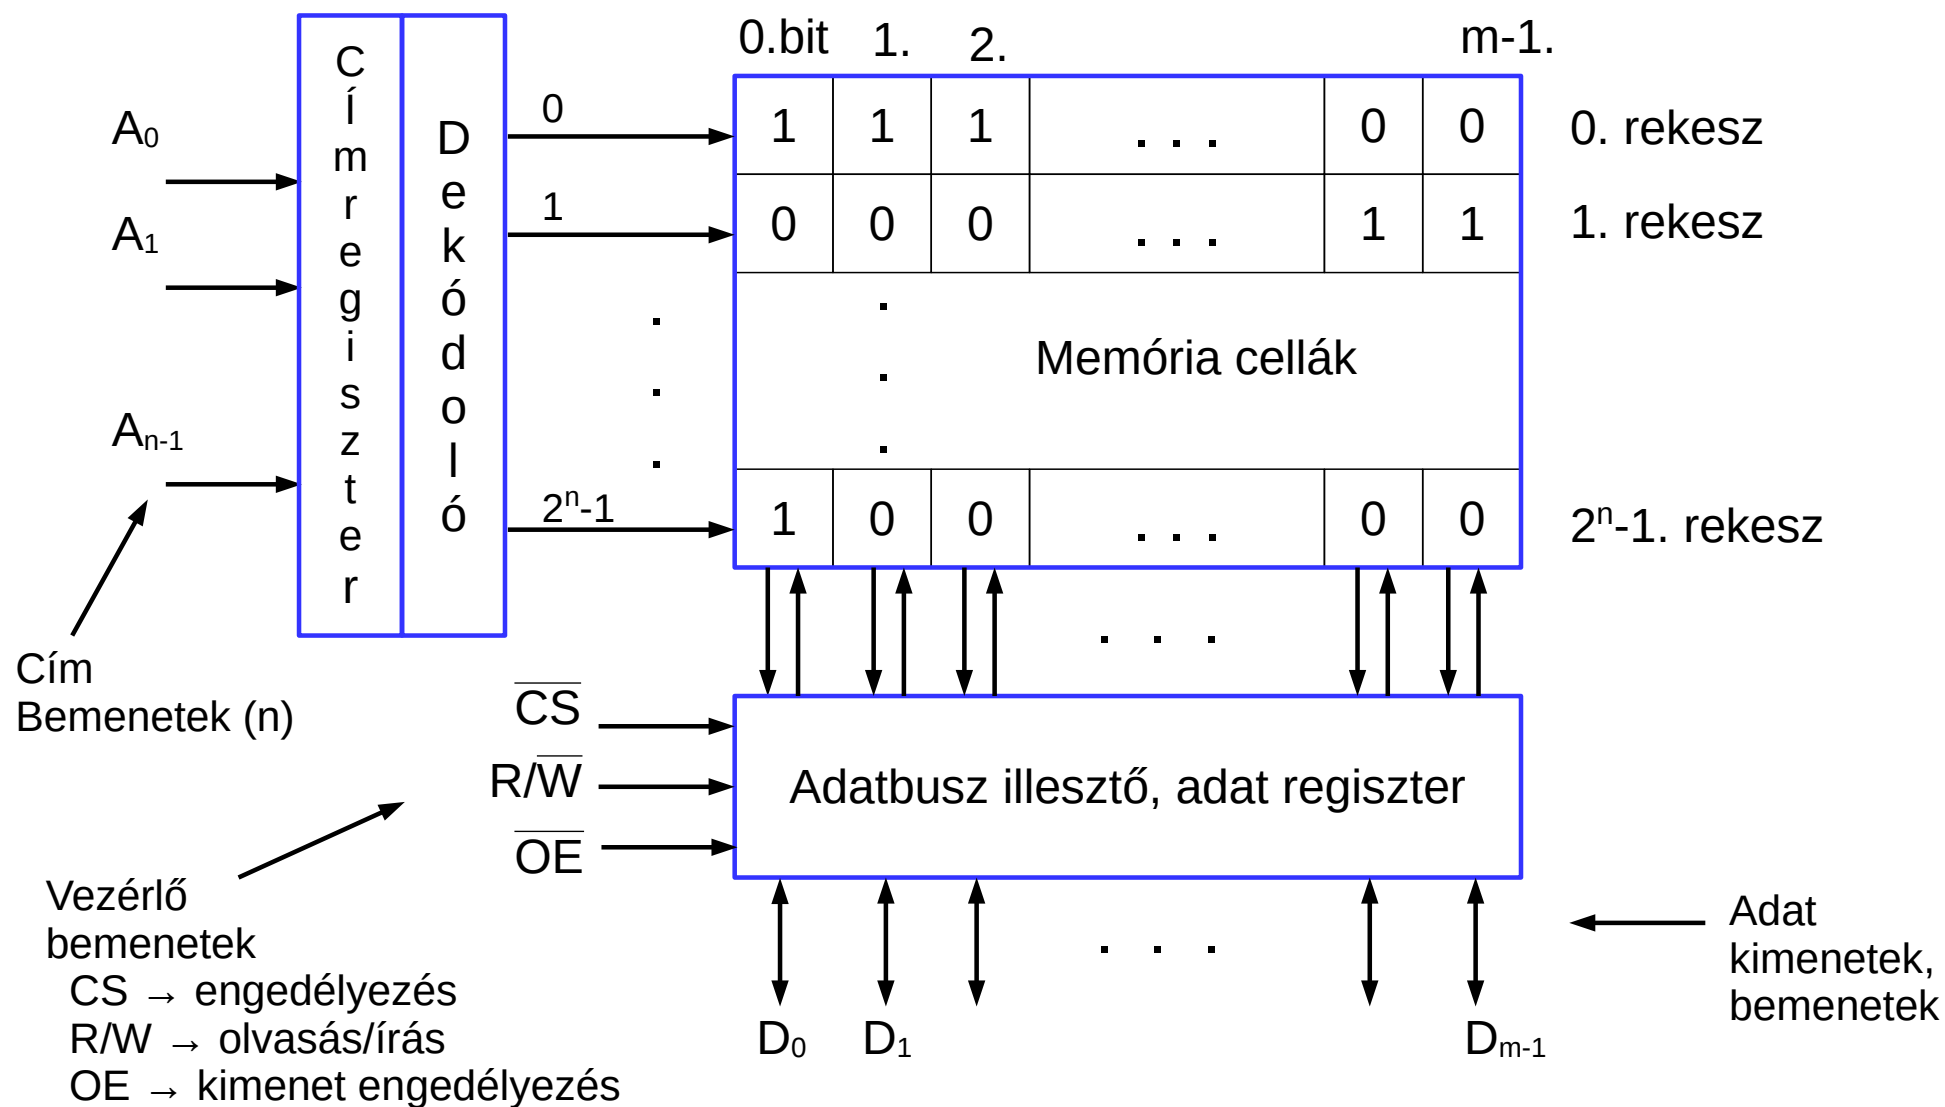 0.bit 1. 2. m-1.
CÍmregiszter
Dekódoló
A0
A1
An-1
0
1
2n-1
1 1 1 . . . 0 0
0. rekesz
0 0 0 . . . 1 1
1. rekesz
Memória cellák
1 0 0 . . . 0 0
2n-1. rekesz
. . .
Cím
Bemenetek (n)
CS
R/W
OE
Adatbusz illesztő, adat regiszter
Vezérlő
bemenetek
CS → engedélyezés
R/W → olvasás/írás
OE → kimenet engedélyezés
. . .
D0 D1 Dm-1
Adat
kimenetek,
bemenetek